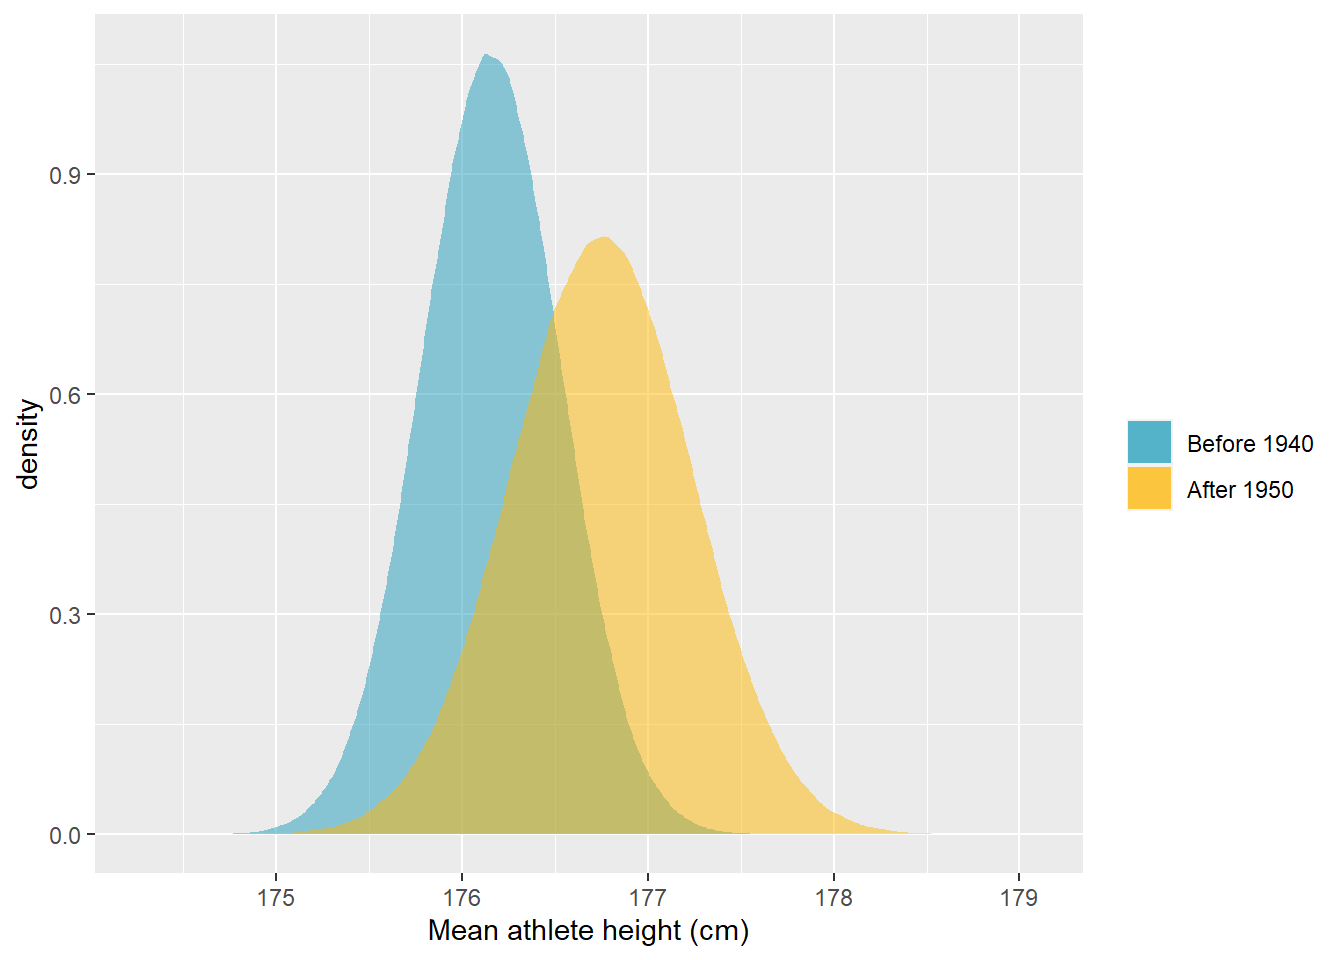 0.9
0.6
0.3
0.0
density
175 176 177 178 179
Mean athlete height (cm)
Before 1940
After 1950